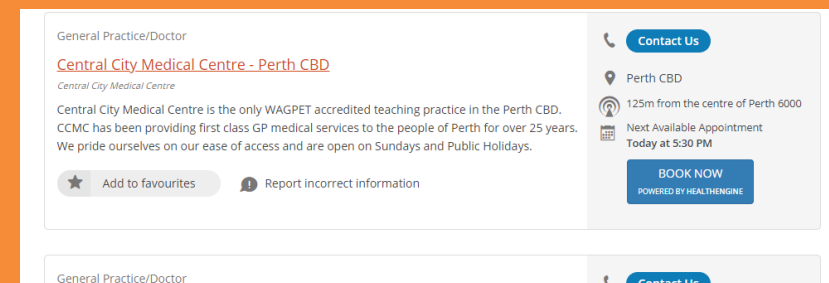 General Practice/Doctor
Central City Medical Centre - Perth CBD
Central City Medical Centre
Central City Medical Centre is the only WAGPET accredited teaching practice in the Perth CBD.
CCMC has been providing first class GP medical services to the people of Perth for over 25 years.
We pride ourselves on our ease of access and are open on Sundays and Public Holidays.
Add to favourites
Report incorrect information
Contact Us
Perth CBD
125m from the centre of Perth 6000
Next Available Appointment
Today at 5:30 PM
BOOK NOW
POWERED BY HEALTHENGINE
General Practice/Doctor
Contact Us